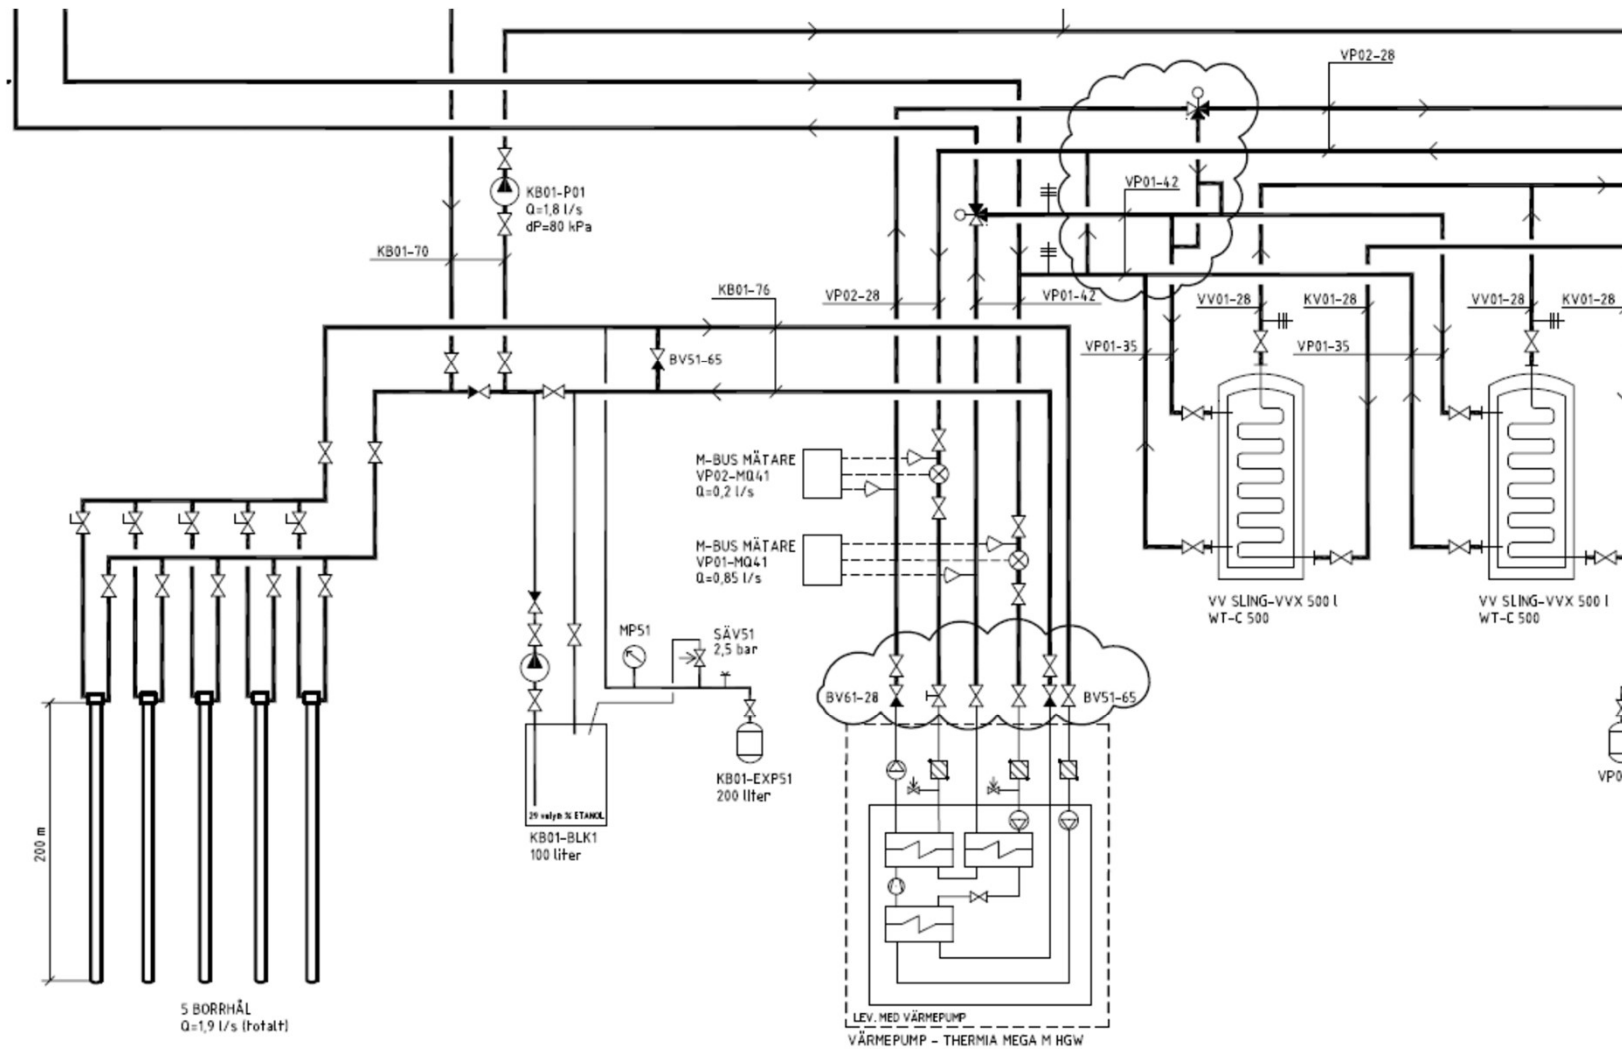 VP02-28
KB01-P01
Q=1,8 l/s
dP=80 kPa
VP01-42
KB01-70
KB01-76
VP02-28
VP01-42
VV01-28
KV01-28
VV01-28
KV01-28
VP01-35
VP01-35
BV51-65
M-BUS MÄTARE
VP02-MQ41
Q=0,2 l/s
M-BUS MÄTARE
VP01-MQ41
Q=0,85 l/s
VV SLING-VVX 500 l
WT-C 500
VV SLING-VVX 500 l
WT-C 500
MP51
SÄV51
2,5 bar
BV61-28
BV51-65
KB01-EXP51
200 liter
VP0
29 volym % ETANOL
KB01-BLK1
100 liter
200 m
5 BORRHÅL
Q=1,9 l/s (totalt)
LEV. MED VÄRMEPUMP
VÄRMEPUMP - THERMIA MEGA M HGW